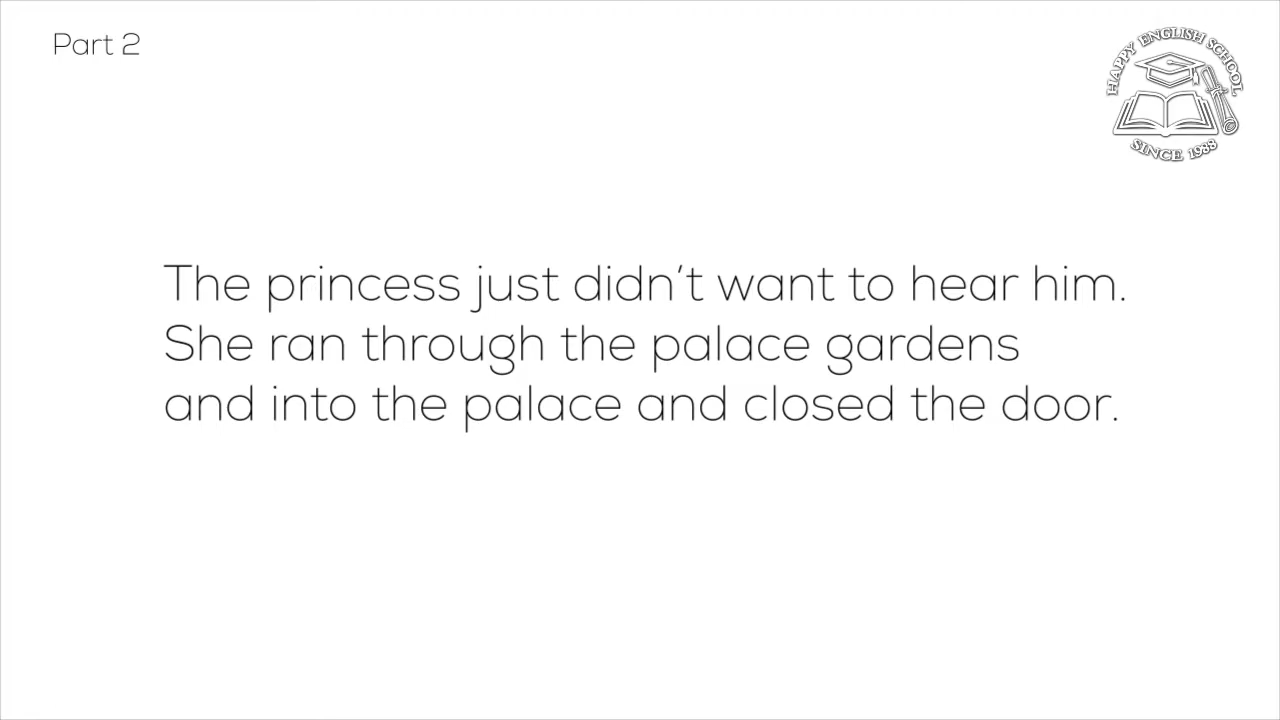 Part 2
HAPPY ENGLISH SCHOOL
SINCE 1988
The princess just didn’t want to hear him.
She ran through the palace gardens
and into the palace and closed the door.